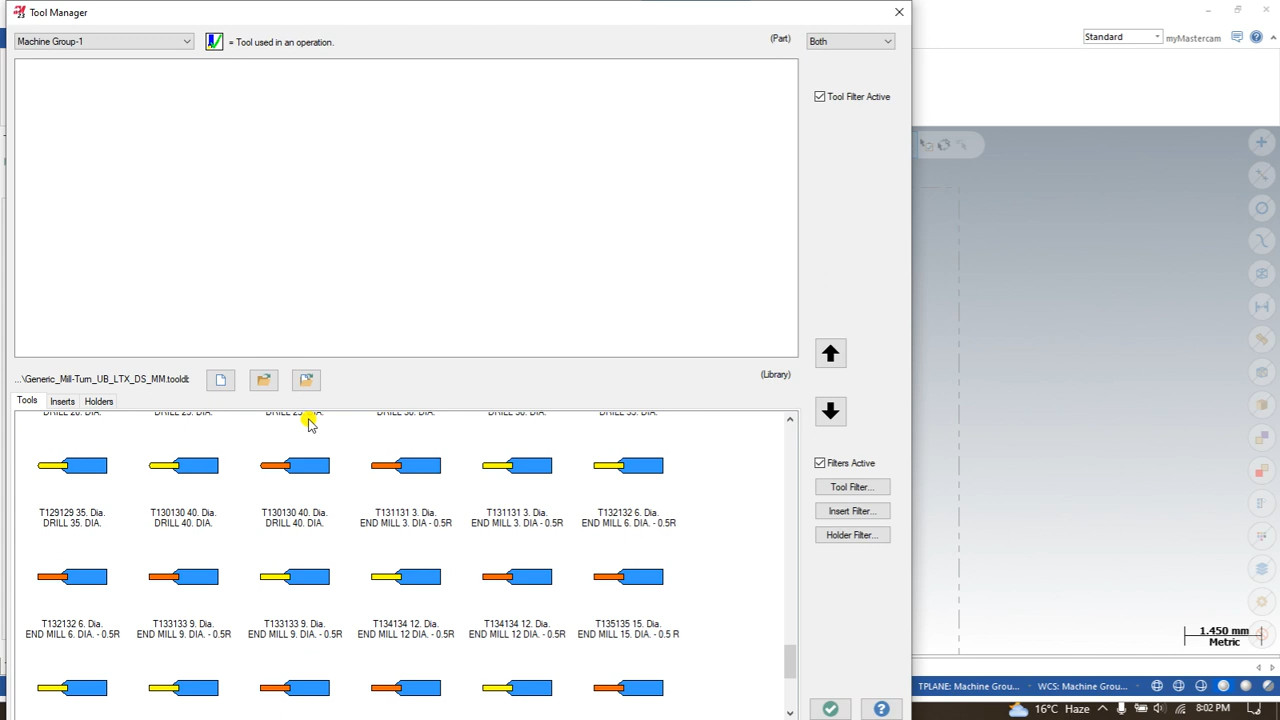 Tool Manager
Machine Group-1
= Tool used in an operation.
(Part)
Both
Standard
myMastercam
Tool Filter Active
...\Generic_Mill-Turn_UB_LTX_DS_MM.tooldb
(Library)
Tools
Inserts
Holders
T129129 35. Dia.
DRILL 35. DIA.
T130130 40. Dia.
DRILL 40. DIA.
T130130 40. Dia.
DRILL 40. DIA.
T131131 3. Dia.
END MILL 3. DIA - 0.5R
T131131 3. Dia.
END MILL 3. DIA - 0.5R
T132132 6. Dia.
END MILL 6. DIA. - 0.5R
T132132 6. Dia.
END MILL 6. DIA. - 0.5R
T133133 9. Dia.
END MILL 9. DIA. - 0.5R
T133133 9. Dia.
END MILL 9. DIA. - 0.5R
T134134 12. Dia.
END MILL 12 DIA - 0.5R
T134134 12. Dia.
END MILL 12 DIA - 0.5R
T135135 15. Dia.
END MILL 15. DIA. - 0.5 R
Filters Active
Tool Filter...
Insert Filter...
Holder Filter...
1.450 mm
Metric
TPLANE: Machine Grou...
WCS: Machine Grou...
16°C Haze
8:02 PM